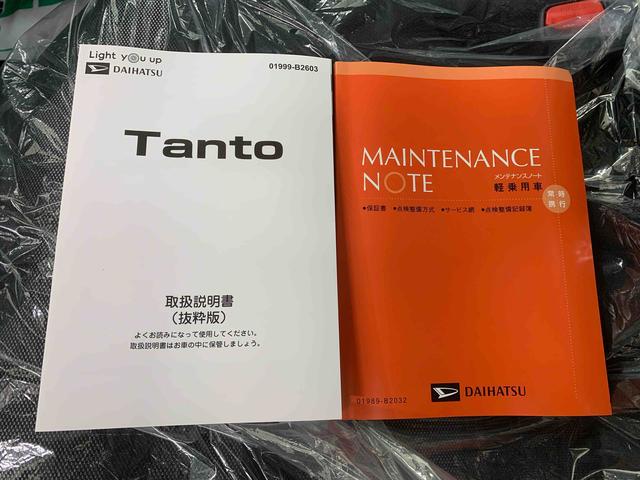 Light you up
DAIHATSU
01999-B2603
Tanto
取扱説明書
（抜粋版）
よくお読みになって使用してください。
取扱説明書はお車の中に保管しましょう。
MAINTENANCE
NOTE
メンテナンスノート
軽乗用車
常時
携行
●保証書 ●点検整備方式 ●サービス網 ●点検整備記録簿
01989-B2032
DAIHATSU